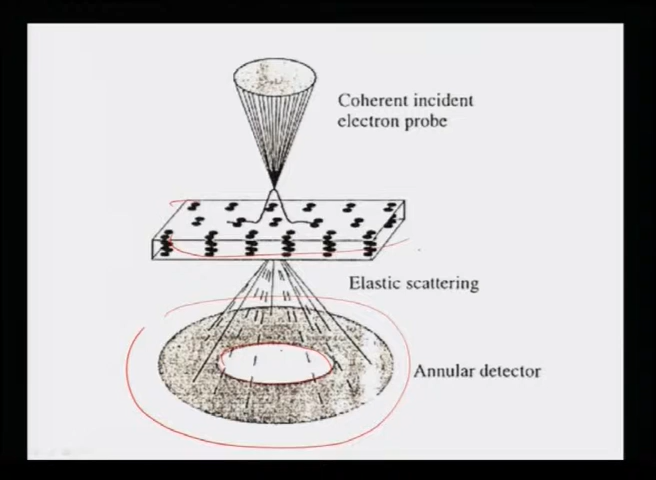 Coherent incident
electron probe
Elastic scattering
Annular detector